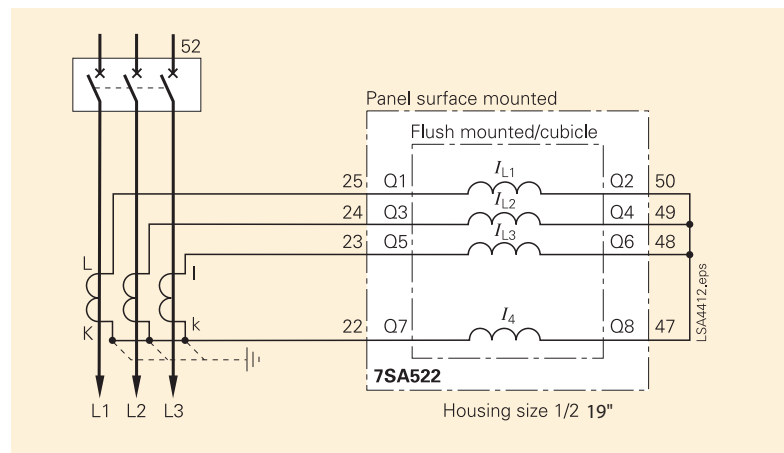 52
Panel surface mounted
Flush mounted/cubicle
25 Q1 IL1 Q2 50
24 Q3 IL2 Q4 49
23 Q5 IL3 Q6 48
L l
K k
22 Q7 I4 Q8 47
7SA522
L1 L2 L3
Housing size 1/2 19"
LSA4412.eps